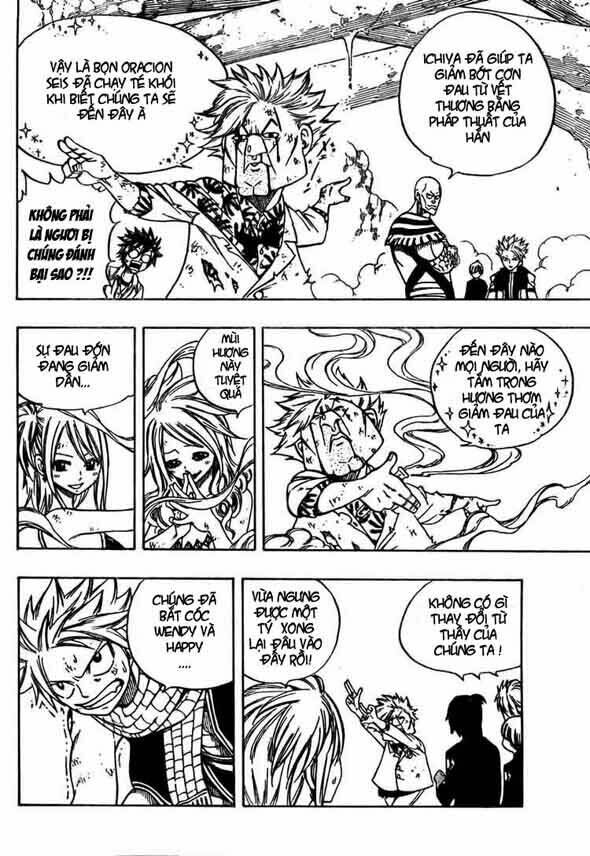 ICHIYA ĐÃ GIÚP TA
GIẢM BỚT CƠN
ĐAU TỪ VẾT
THƯƠNG BẰNG
PHÁP THUẬT CỦA
HẮN
VẬY LÀ BỌN ORACION
SEIS ĐÃ CHẠY TÉ KHÓI
KHI BIẾT CHÚNG TA SẼ
ĐẾN ĐÂY À
KHÔNG PHẢI
LÀ NGƯƠI BỊ
CHÚNG ĐÁNH
BẠI SAO ?!!!
ĐẾN ĐÂY NÀO
MỌI NGƯỜI, HÃY
TẮM TRONG
HƯƠNG THƠM
GIẢM ĐAU CỦA
TA
MÙI
HƯƠNG
NÀY
TUYỆT
QUÁ
SỰ ĐAU ĐỚN
ĐANG GIẢM
DẦN...
KHÔNG CÓ GÌ
THAY ĐỔI TỪ
THẦY CỦA
CHÚNG TA !
VỪA NGƯNG
ĐƯỢC MỘT
TÝ XONG
LẠI ĐÂU VÀO
ĐẤY RỒI!
CHÚNG ĐÃ
BẮT CÓC
WENDY VÀ
HAPPY
....